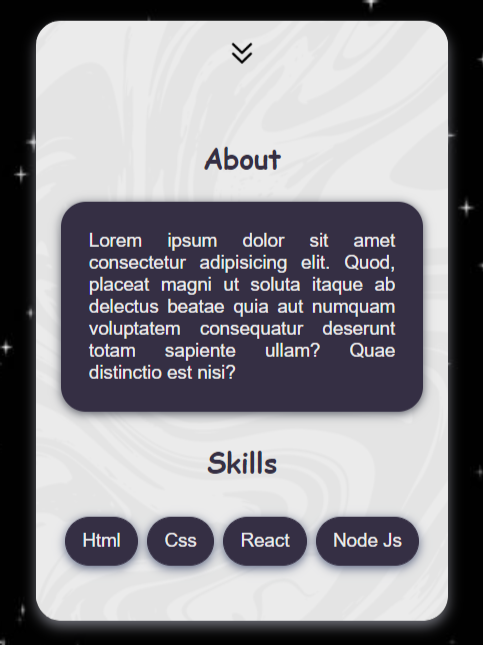 About
Lorem ipsum dolor sit amet
consectetur adipisicing elit. Quod,
placeat magni ut soluta itaque ab
delectus beatae quia aut numquam
voluptatem consequatur deserunt
totam sapiente ullam? Quae
distinctio est nisi?
Skills
Html Css React Node Js